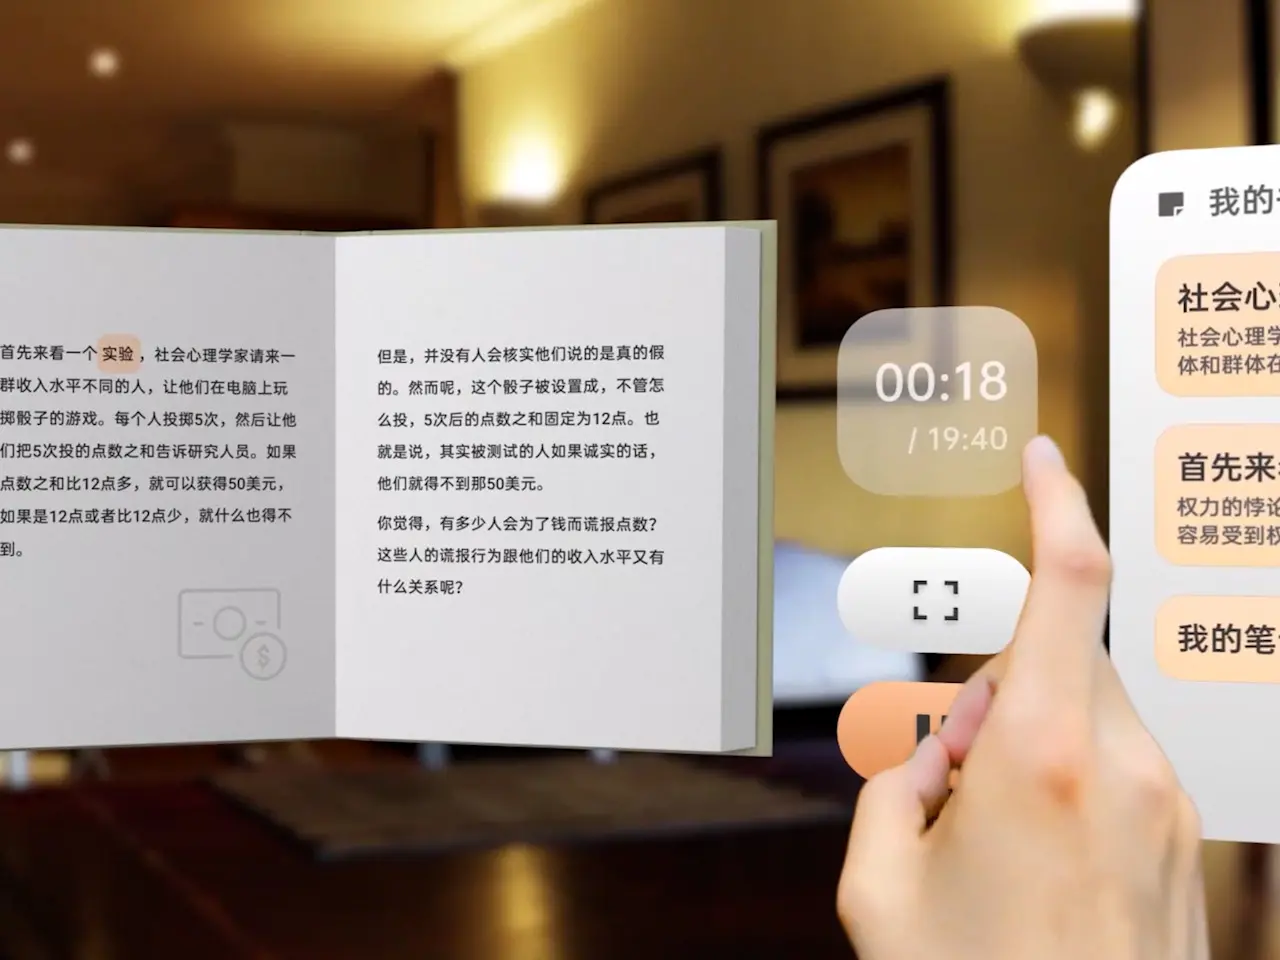 首先来看一个实验，社会心理学家请来一
群收入水平不同的人，让他们在电脑上玩
掷骰子的游戏。每个人投掷5次，然后让他
们把5次投的点数之和告诉研究人员。如果
点数之和比12点多，就可以获得50美元，
如果是12点或者比12点少，就什么也得不
到。
$
但是，并没有人会核实他们说的是真的假
的。然而呢，这个骰子被设置成，不管怎
么投，5次后的点数之和固定为12点。也
就是说，其实被测试的人如果诚实的话，
他们就得不到那50美元。
你觉得，有多少人会为了钱而谎报点数？
这些人的谎报行为跟他们的收入水平又有
什么关系呢？
00:18
/ 19:40
我的
社会心
社会心理学
体和群体在
首先来
权力的悖论
容易受到权
我的笔